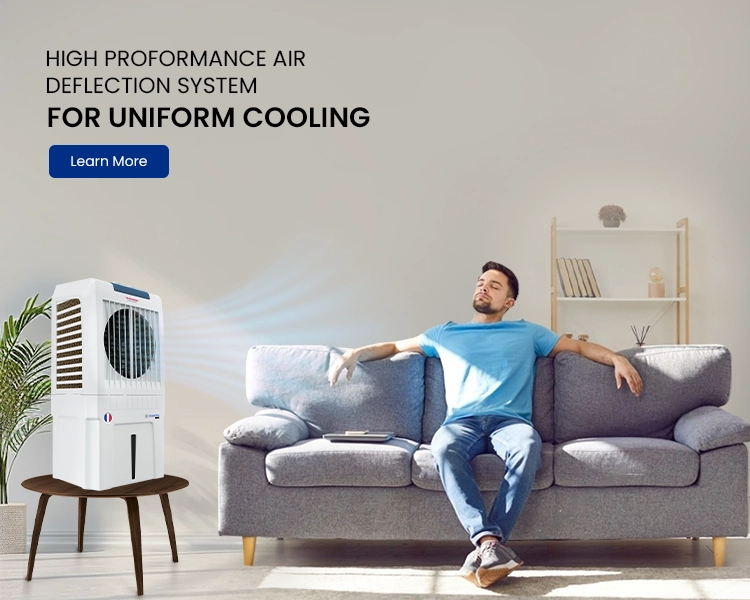 HIGH PROFORMANCE AIR
DEFLECTION SYSTEM
FOR UNIFORM COOLING
Learn More